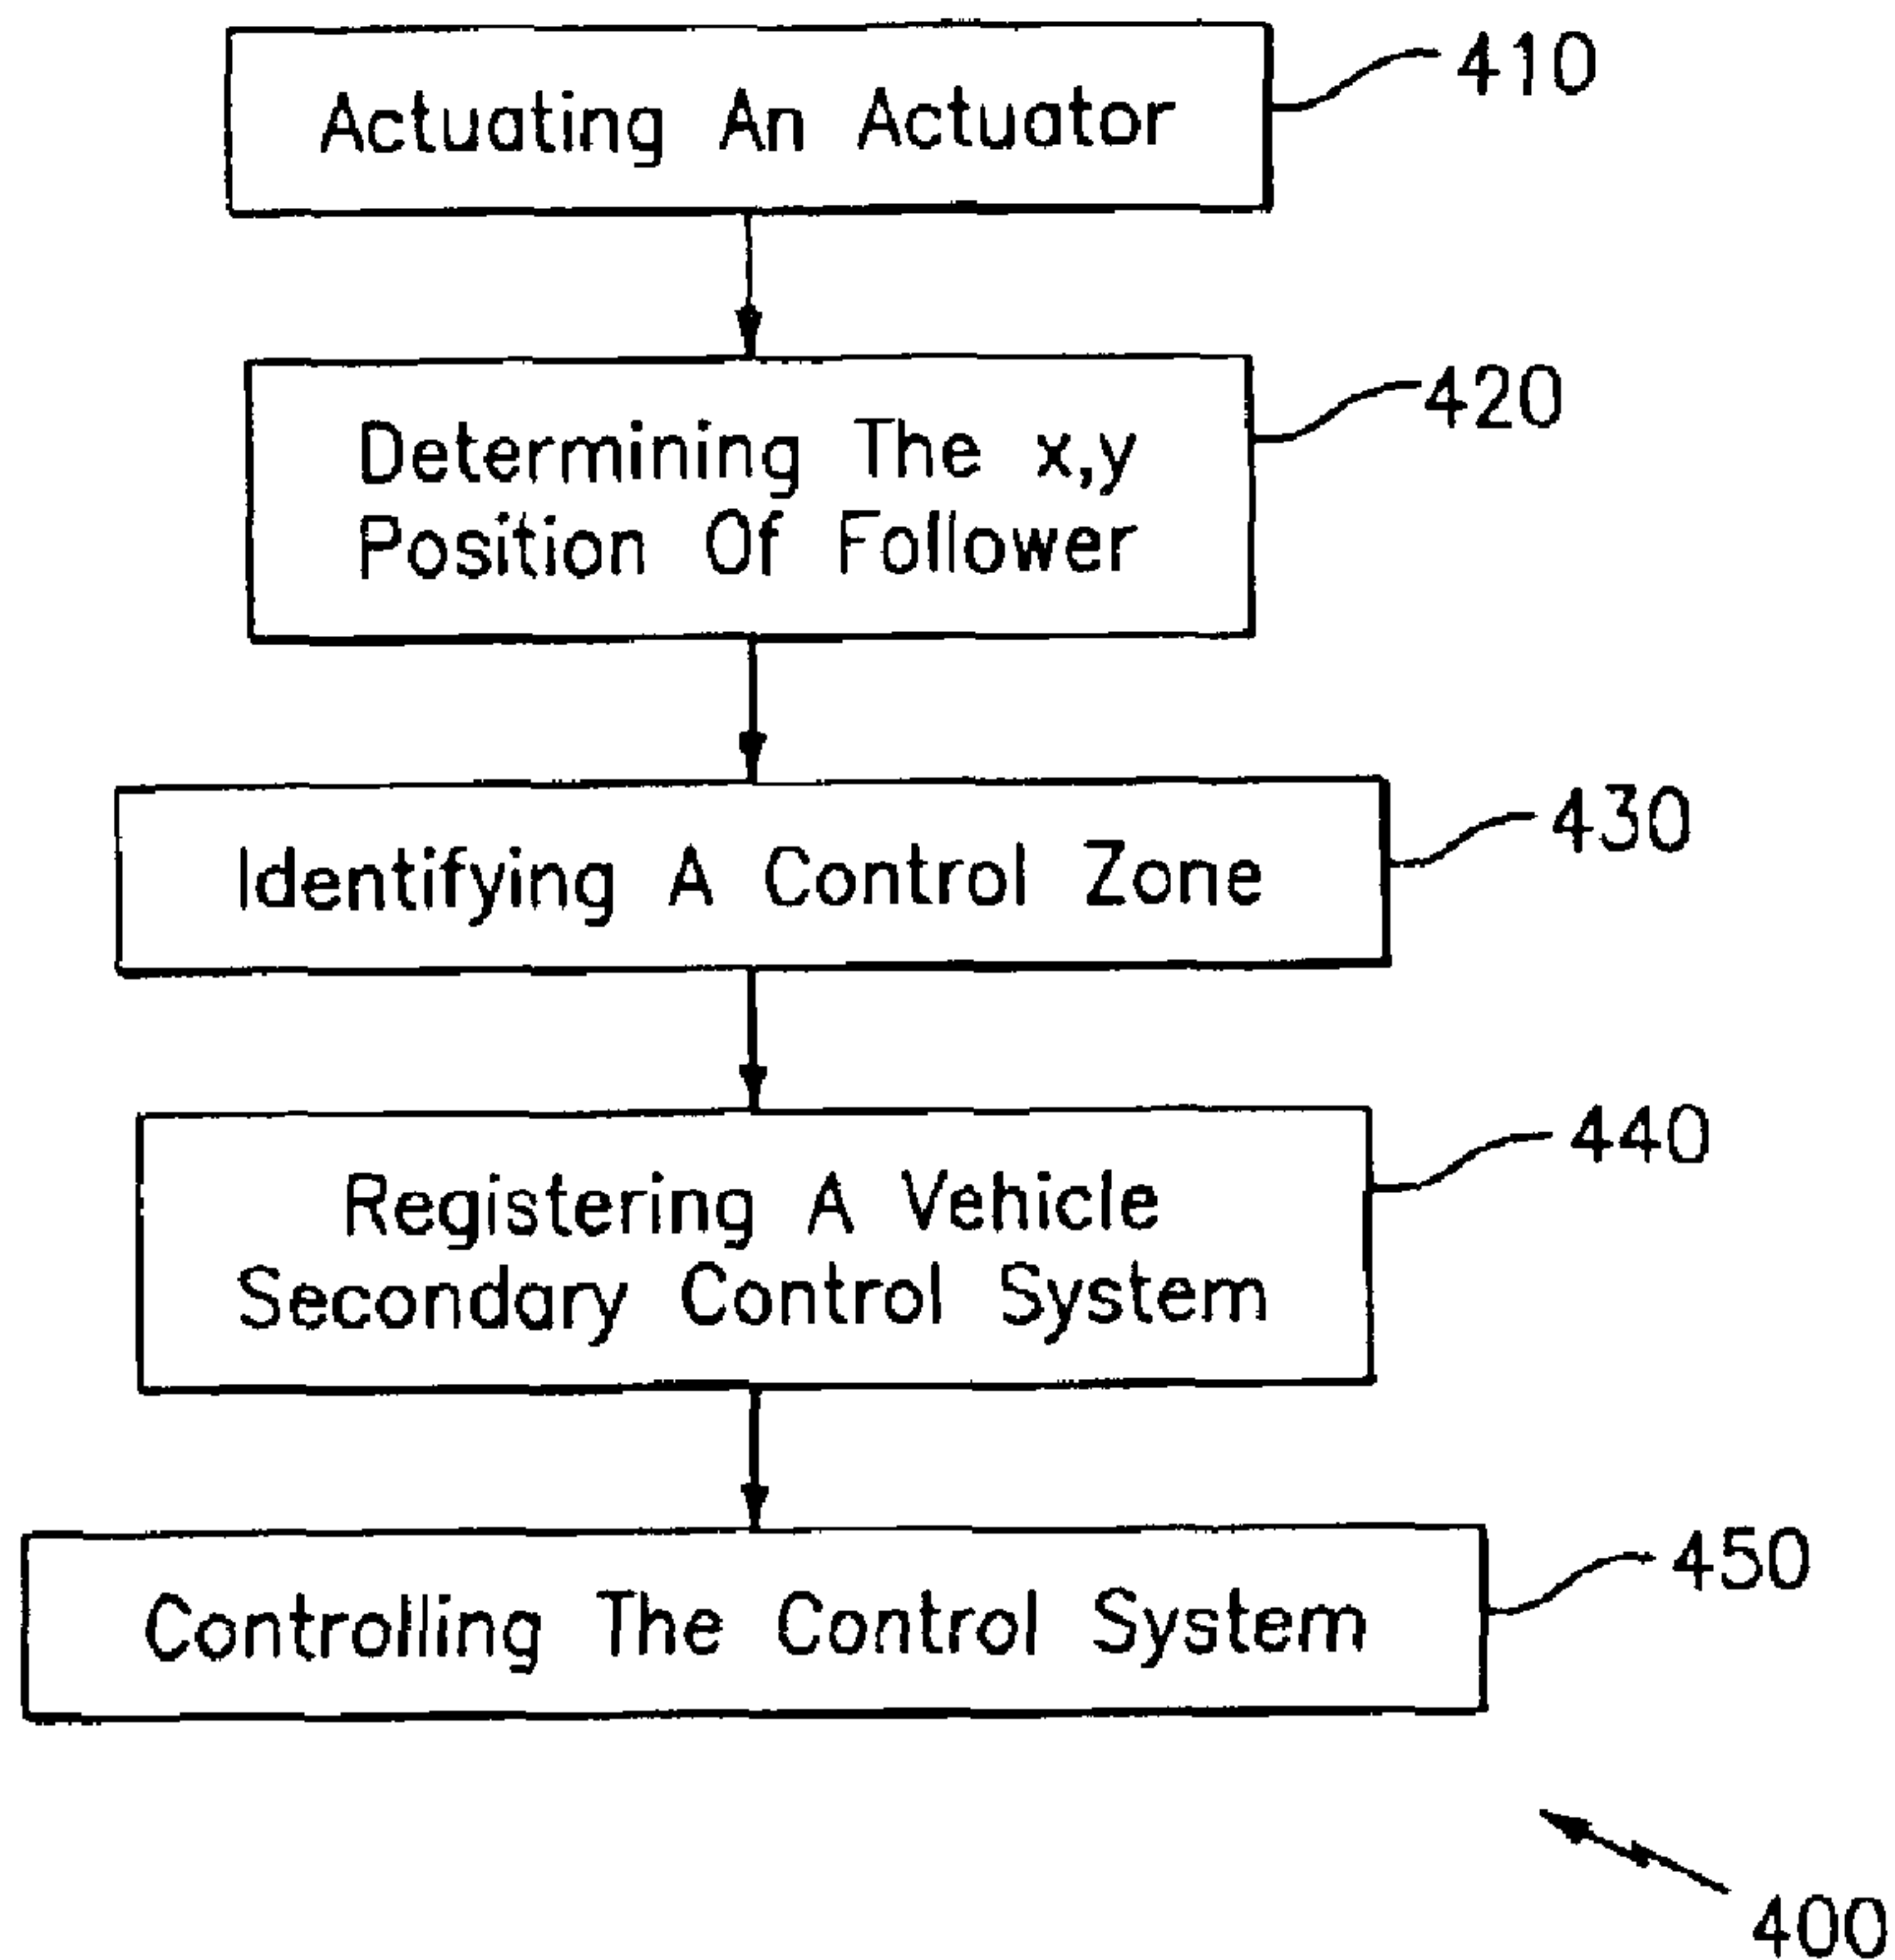 Actuating An Actuator
410
Determining The x,y
Position Of Follower
420
Identifying A Control Zone
430
Registering A Vehicle
Secondary Control System
440
Controlling The Control System
450
400